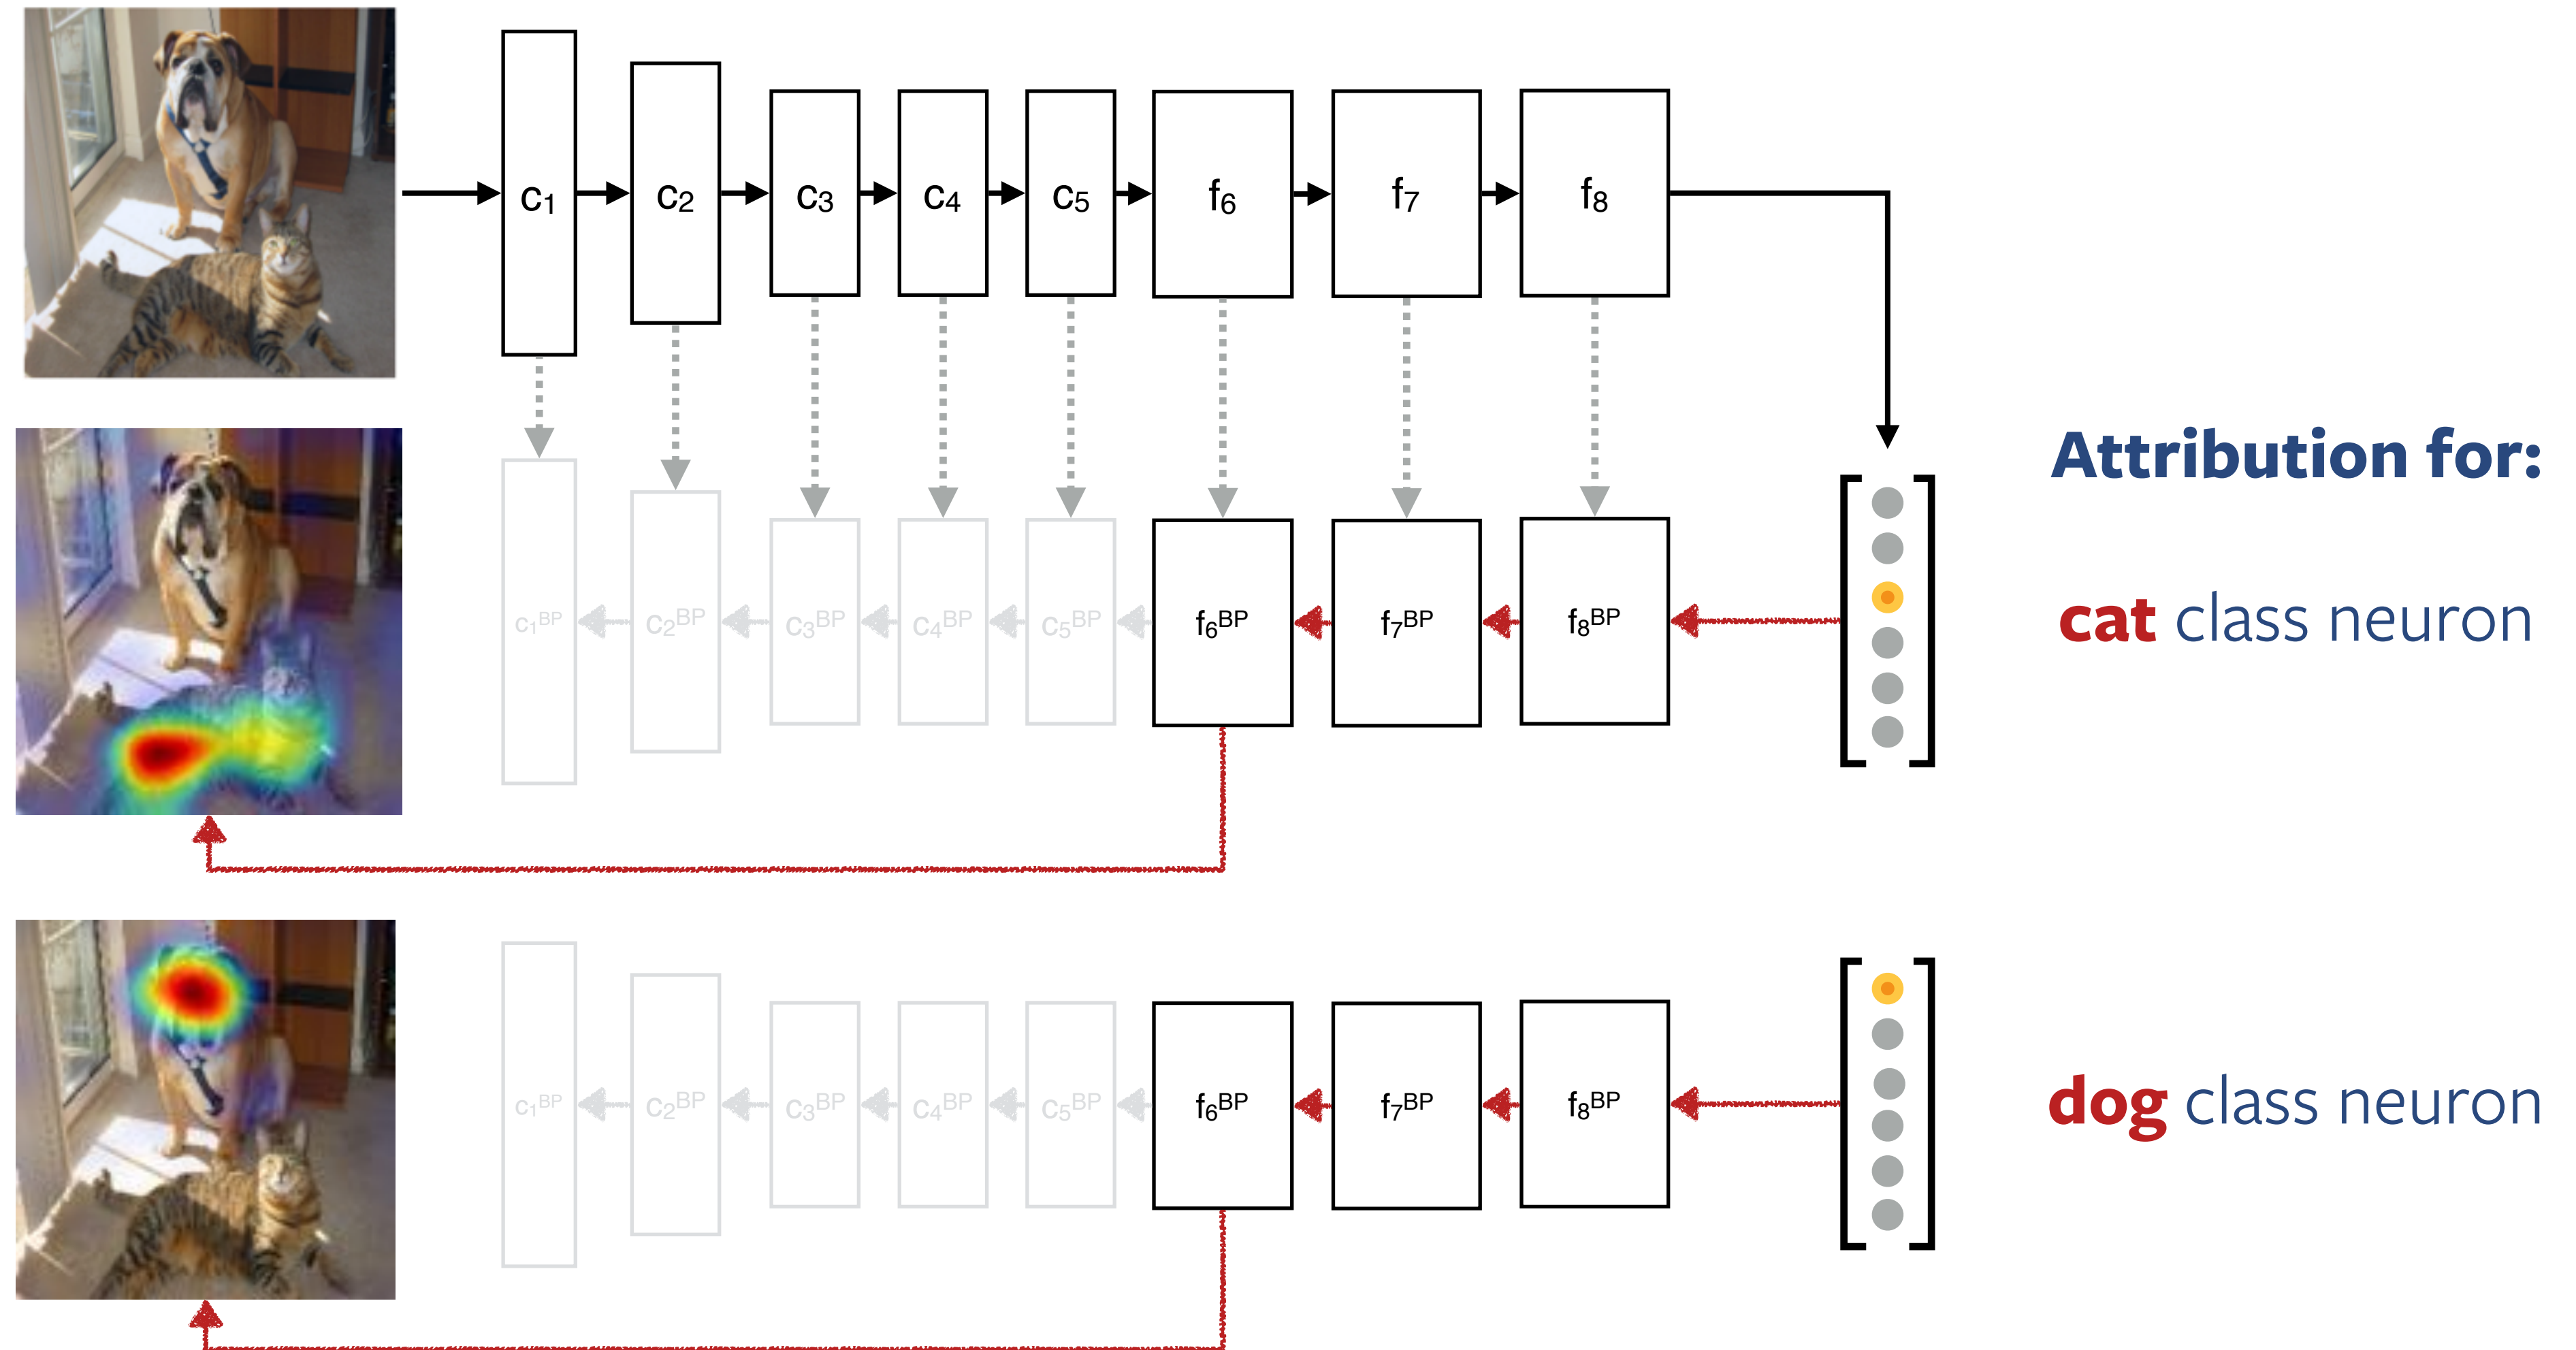 c₁ c₂ c₃ c₄ c₅ f₆ f₇ f₈
Attribution for:
c₁ᴮᴾ c₂ᴮᴾ c₃ᴮᴾ c₄ᴮᴾ c₅ᴮᴾ f₆ᴮᴾ f₇ᴮᴾ f₈ᴮᴾ
cat class neuron
c₁ᴮᴾ c₂ᴮᴾ c₃ᴮᴾ c₄ᴮᴾ c₅ᴮᴾ f₆ᴮᴾ f₇ᴮᴾ f₈ᴮᴾ
dog class neuron